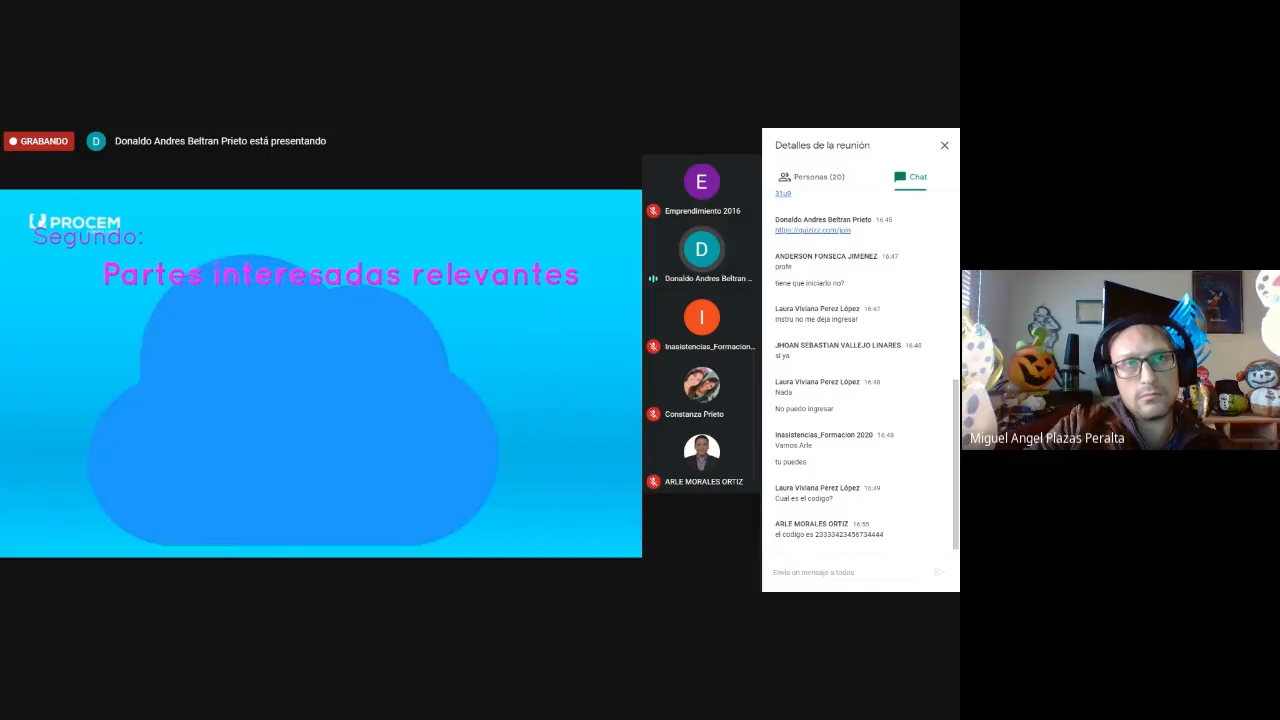 GRABANDO
D
Donaldo Andres Beltran Prieto está presentando
PROCEM
Segundo:
Partes interesadas relevantes
E
Emprendimiento 2016
D
Donaldo Andres Beltran ...
I
Inasistencias_Formacion...
Constanza Prieto
ARLE MORALES ORTIZ
Detalles de la reunión
Personas (20)
Chat
31u9
Donaldo Andres Beltran Prieto 16:45
https://quizizz.com/join
ANDERSON FONSECA JIMENEZ 16:47
profe
tiene que iniciarlo no?
Laura Viviana Perez López 16:47
Instru no me deja ingresar
JHOAN SEBASTIAN VALLEJO LINARES 16:48
si ya
Laura Viviana Perez López 16:48
Nada
No puedo ingresar
Inasistencias_Formacion 2020 16:48
Vamos Arle
tu puedes
Laura Viviana Perez López 16:49
Cuál es el codigo?
ARLE MORALES ORTIZ 16:55
el codigo es 23333423456734444
Envía un mensaje a todos
Miguel Angel Plazas Peralta